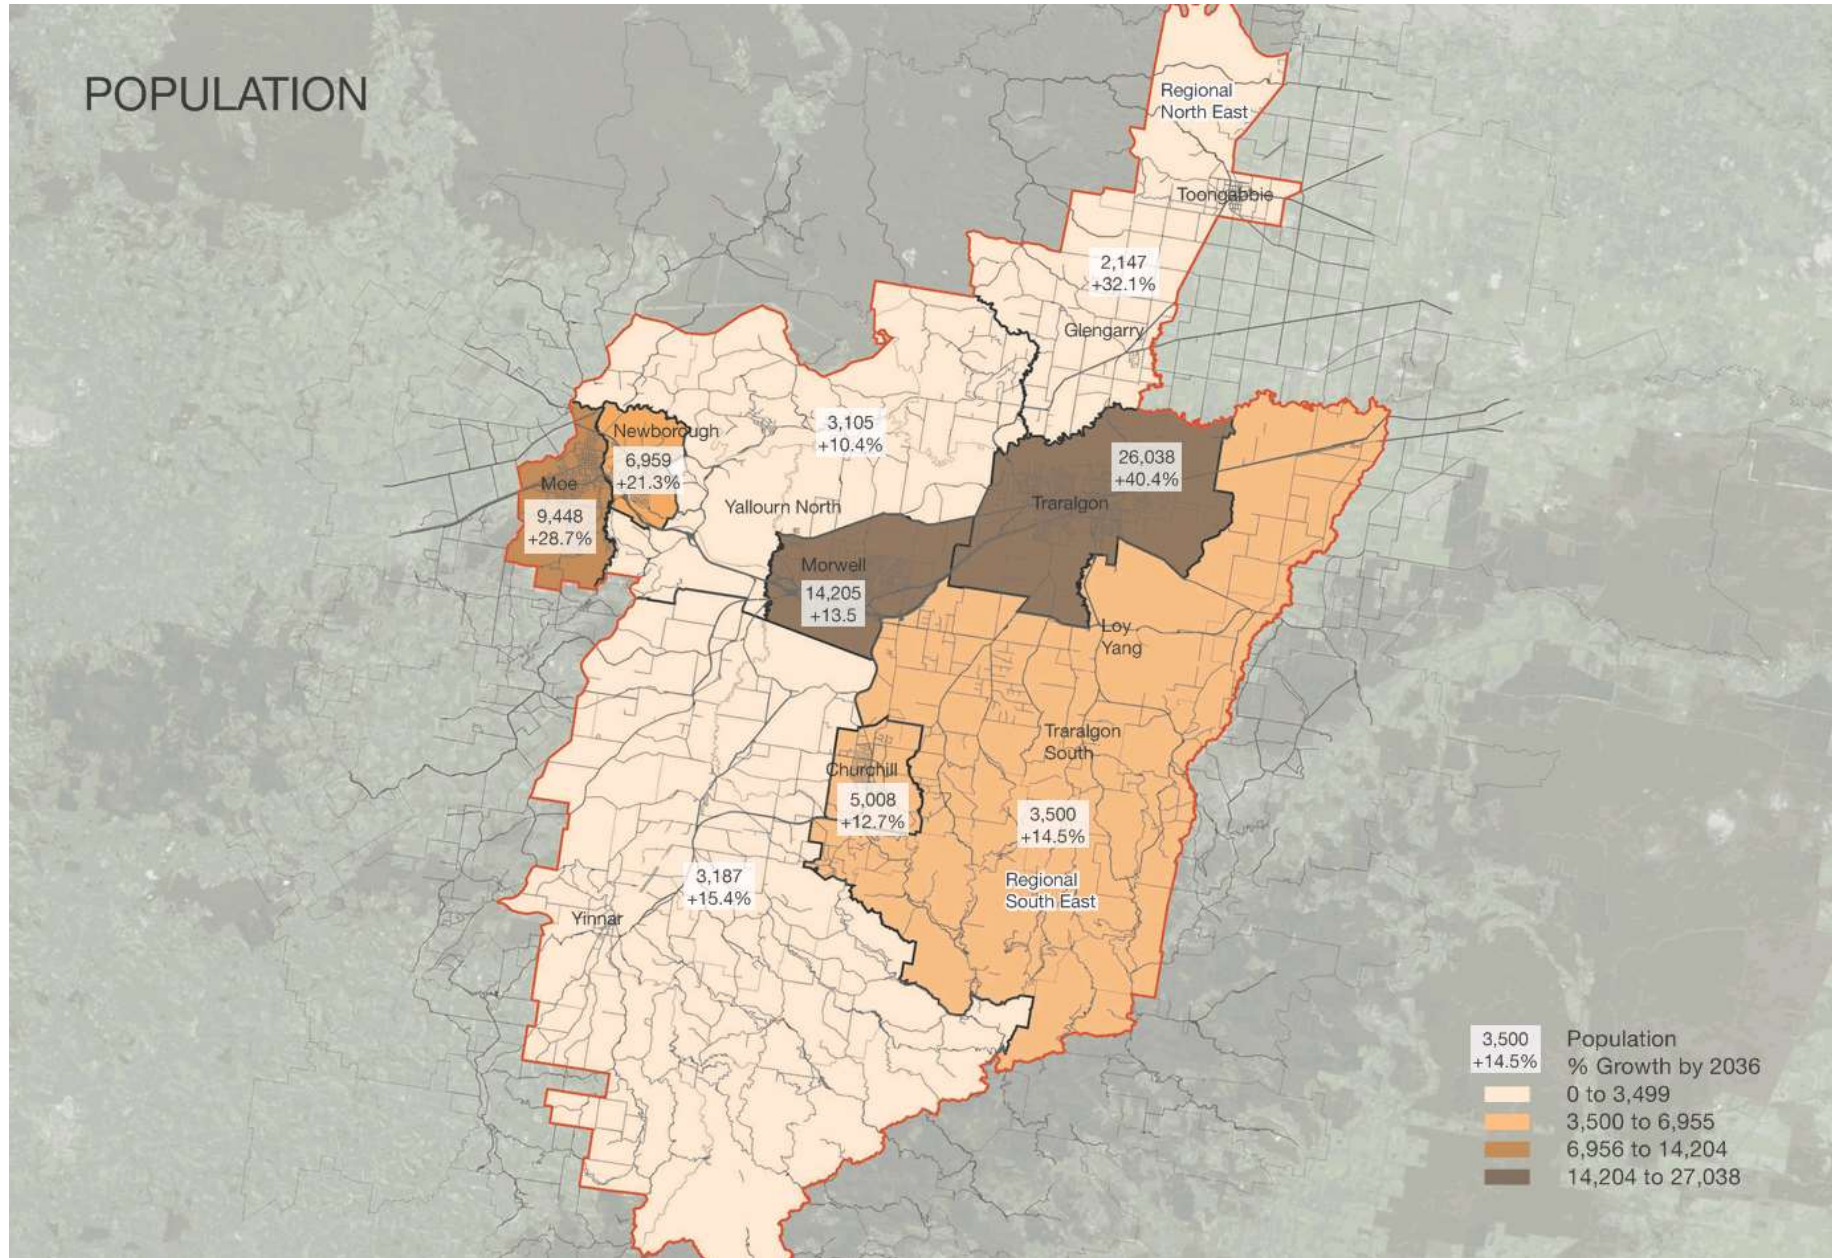 POPULATION
Regional
North East
Toongabbie
2,147
+32.1%
Glengarry
3,105
+10.4%
Newborough
6,959
+21.3%
26,038
+40.4%
Moe
9,448
+28.7%
Yallourn North
Traralgon
Morwell
14,205
+13.5
Loy
Yang
Traralgon
South
Churchill
5,008
+12.7%
3,500
+14.5%
3,187
+15.4%
Regional
South East
Yinnar
3,500
+14.5%
Population
% Growth by 2036
0 to 3,499
3,500 to 6,955
6,956 to 14,204
14,204 to 27,038